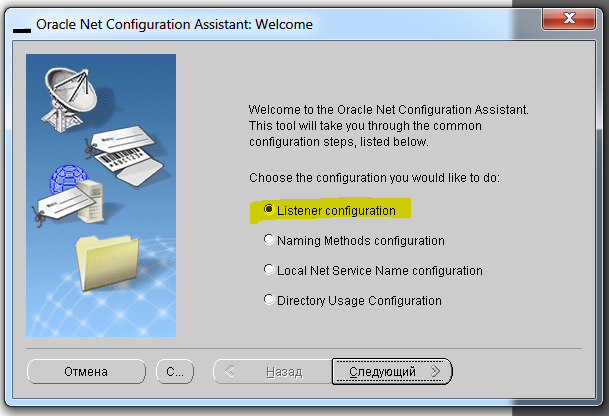 Oracle Net Configuration Assistant: Welcome
Welcome to the Oracle Net Configuration Assistant.
This tool will take you through the common
configuration steps, listed below.
Choose the configuration you would like to do:
Listener configuration
Naming Methods configuration
Local Net Service Name configuration
Directory Usage Configuration
Отмена
С...
Назад
Следующий